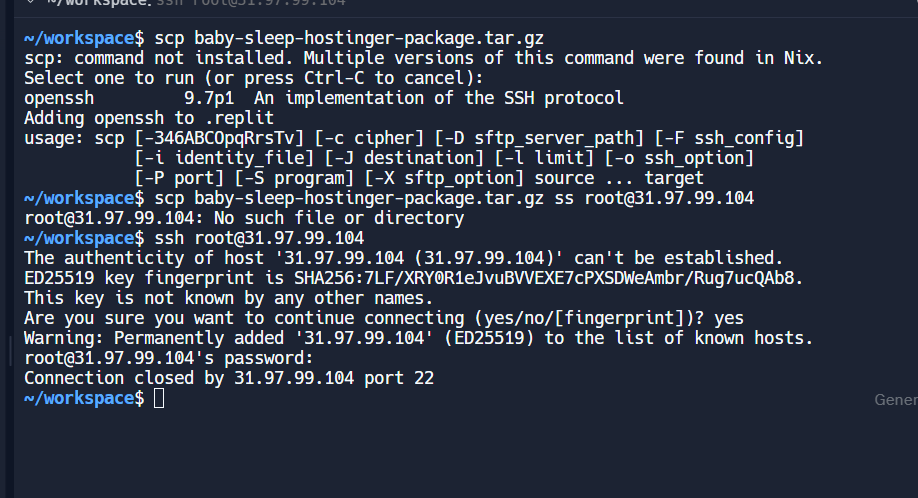 ~/workspace: ssh root@31.97.99.104
~/workspace$ scp baby-sleep-hostinger-package.tar.gz
scp: command not installed. Multiple versions of this command were found in Nix.
Select one to run (or press Ctrl-C to cancel):
openssh         9.7p1  An implementation of the SSH protocol
Adding openssh to .replit
usage: scp [-346ABCOpqRrsTv] [-c cipher] [-D sftp_server_path] [-F ssh_config]
           [-i identity_file] [-J destination] [-l limit] [-o ssh_option]
           [-P port] [-S program] [-X sftp_option] source ... target
~/workspace$ scp baby-sleep-hostinger-package.tar.gz ss root@31.97.99.104
root@31.97.99.104: No such file or directory
~/workspace$ ssh root@31.97.99.104
The authenticity of host '31.97.99.104 (31.97.99.104)' can't be established.
ED25519 key fingerprint is SHA256:7LF/XRY0R1eJvuBVVEXE7cPXSDWeAmbr/Rug7ucQAb8.
This key is not known by any other names.
Are you sure you want to continue connecting (yes/no/[fingerprint])? yes
Warning: Permanently added '31.97.99.104' (ED25519) to the list of known hosts.
root@31.97.99.104's password:
Connection closed by 31.97.99.104 port 22
~/workspace$
Gener